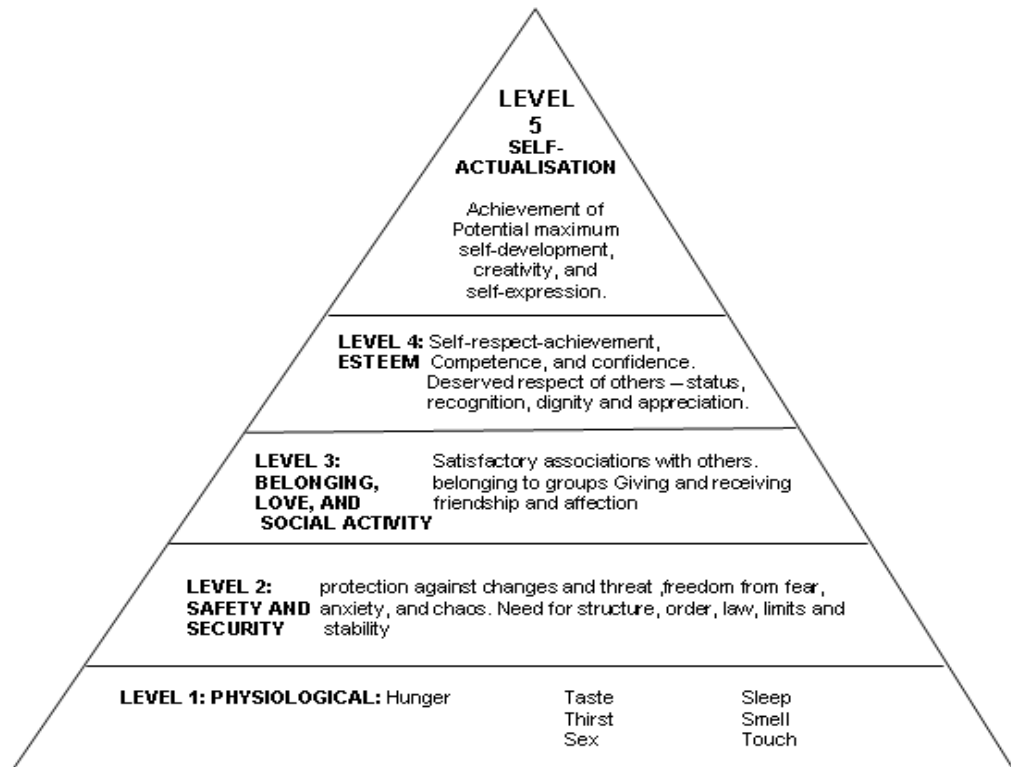 LEVEL
5
SELF-
ACTUALISATION
Achievement of
Potential maximum
self-development,
creativity, and
self-expression.
LEVEL 4: Self-respect-achievement,
ESTEEM Competence, and confidence.
Deserved respect of others – status,
recognition, dignity and appreciation.
LEVEL 3: Satisfactory associations with others.
BELONGING, belonging to groups Giving and receiving
LOVE, AND friendship and affection
SOCIAL ACTIVITY
LEVEL 2: protection against changes and threat ,freedom from fear,
SAFETY AND anxiety, and chaos. Need for structure, order, law, limits and
SECURITY stability
LEVEL 1: PHYSIOLOGICAL: Hunger Taste Sleep
Thirst Smell
Sex Touch